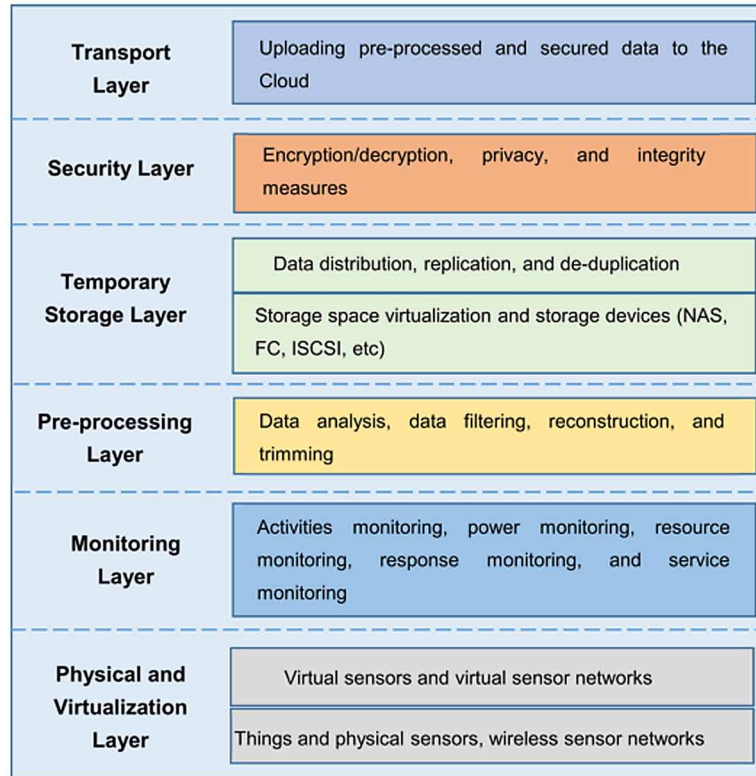 Transport
Layer
Uploading pre-processed and secured data to the
Cloud
Security Layer
Encryption/decryption, privacy, and integrity
measures
Temporary
Storage Layer
Data distribution, replication, and de-duplication
Storage space virtualization and storage devices (NAS,
FC, ISCSI, etc)
Pre-processing
Layer
Data analysis, data filtering, reconstruction, and
trimming
Monitoring
Layer
Activities monitoring, power monitoring, resource
monitoring, response monitoring, and service
monitoring
Physical and
Virtualization
Layer
Virtual sensors and virtual sensor networks
Things and physical sensors, wireless sensor networks